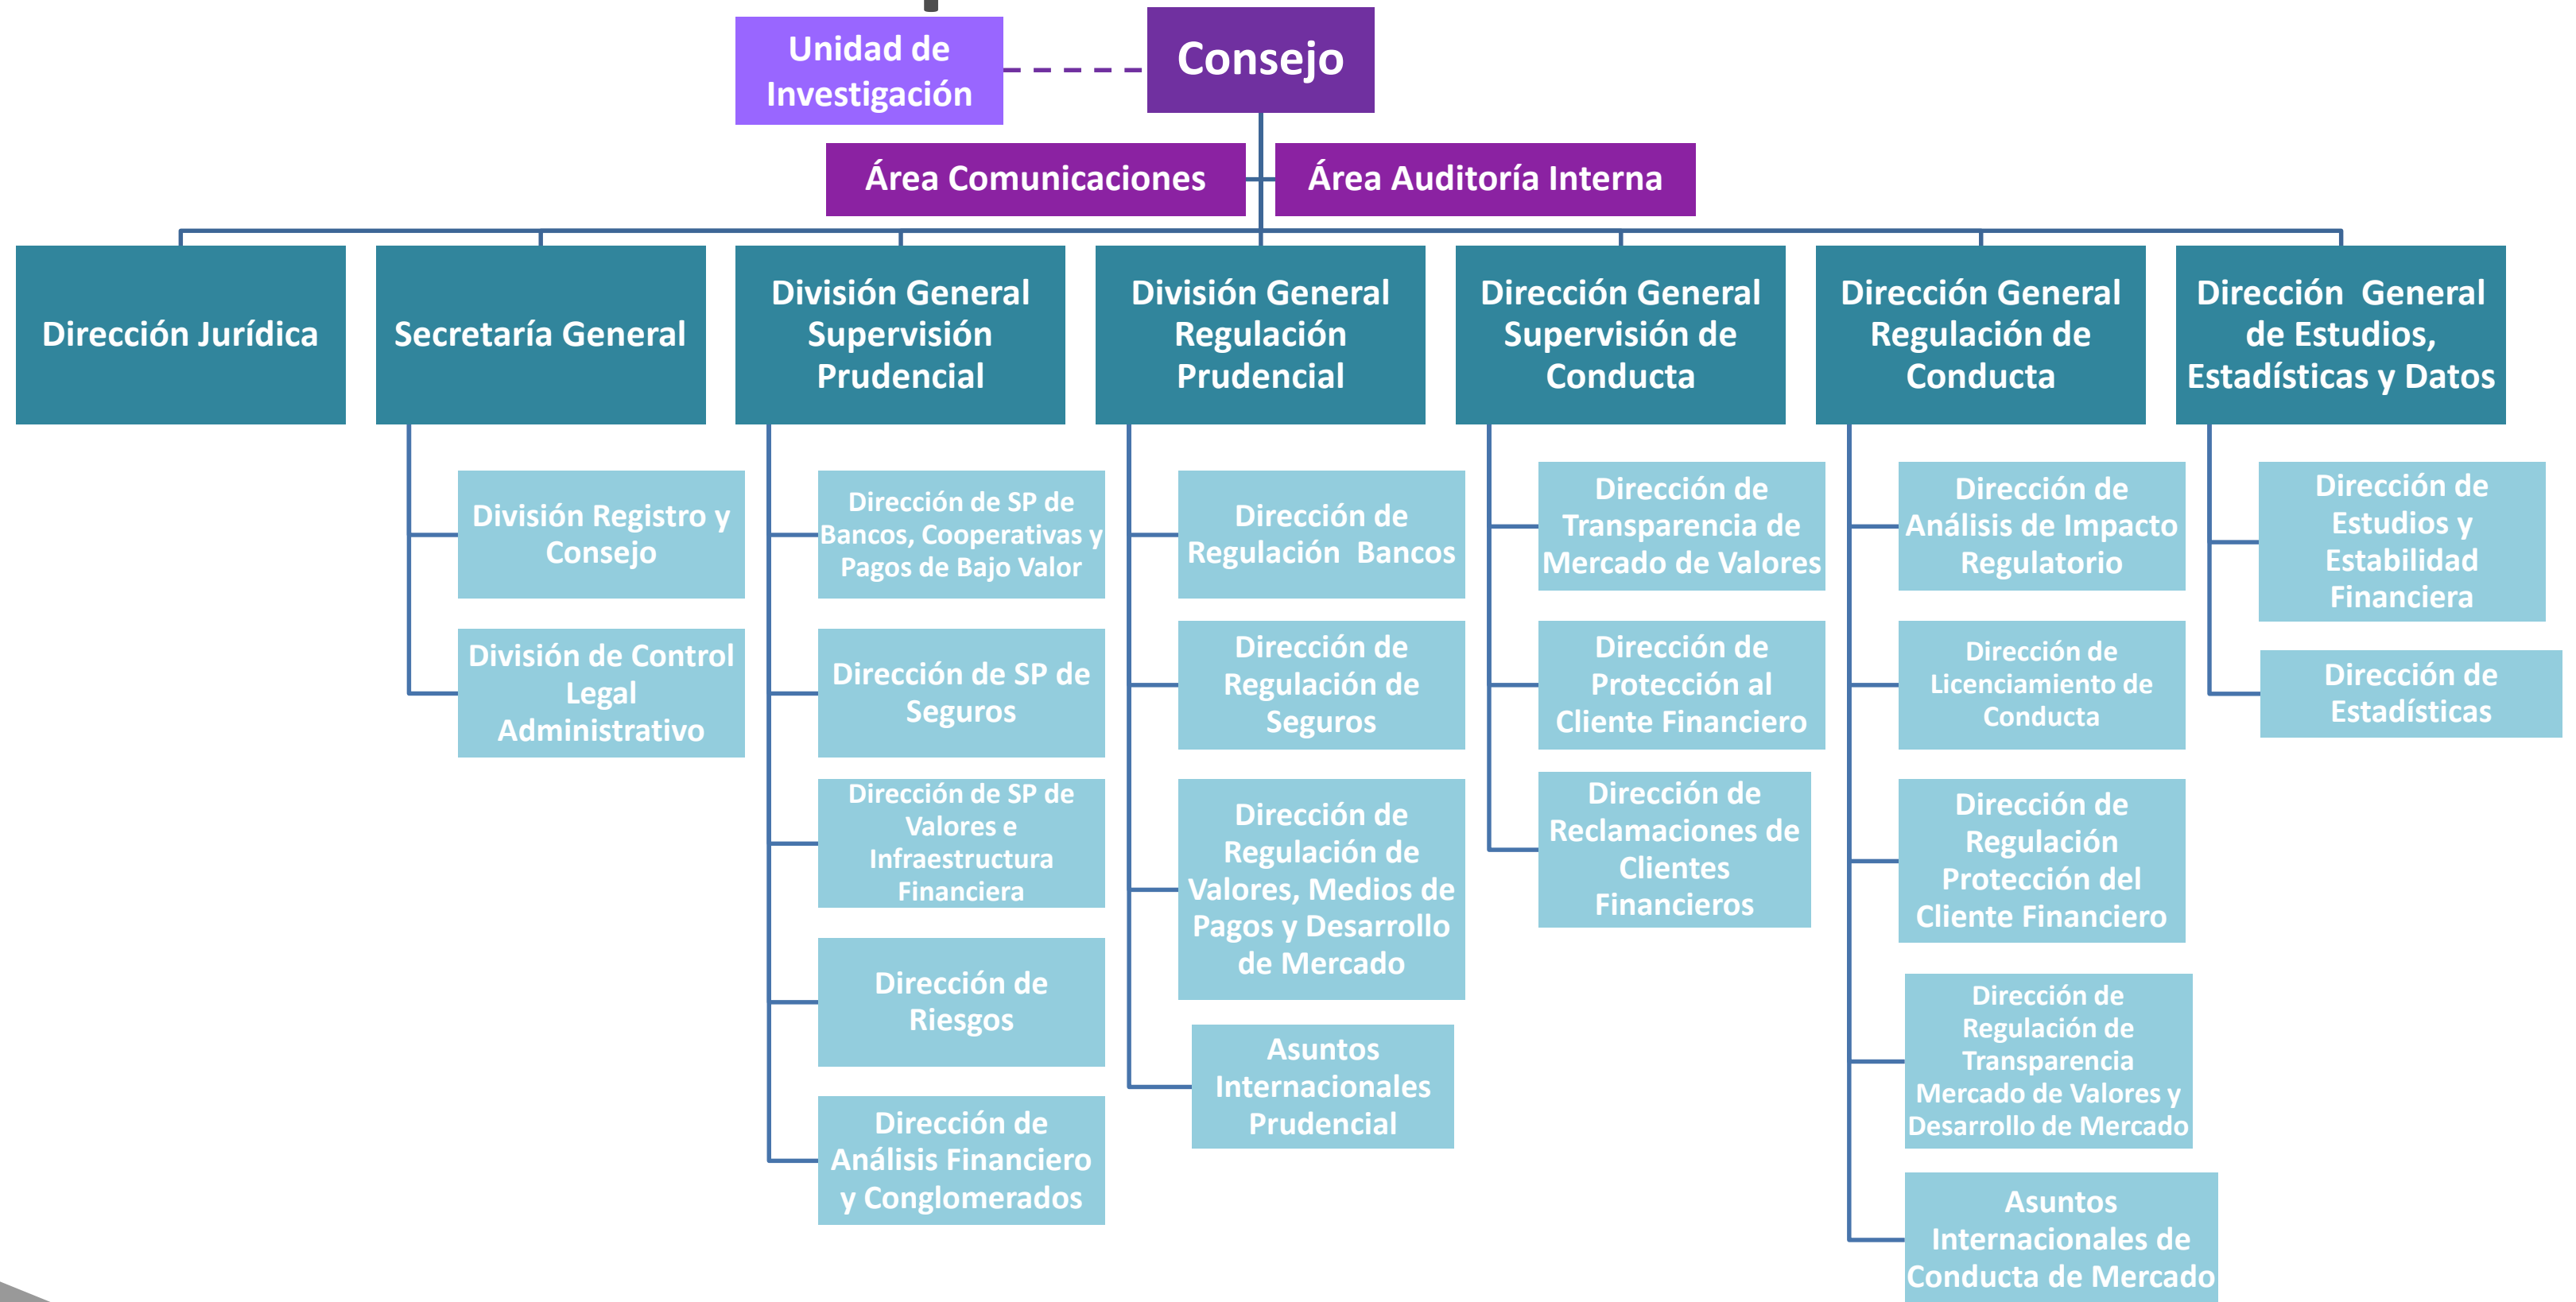 Unidad de
Investigación
Consejo
Área Comunicaciones
Área Auditoría Interna
Dirección Jurídica
Secretaría General
División General
Supervisión
Prudencial
División General
Regulación
Prudencial
Dirección General
Supervisión de
Conducta
Dirección General
Regulación de
Conducta
Dirección General
de Estudios,
Estadísticas y Datos
División Registro y
Consejo
División de Control
Legal
Administrativo
Dirección de SP de
Bancos, Cooperativas y
Pagos de Bajo Valor
Dirección de SP de
Seguros
Dirección de SP de
Valores e
Infraestructura
Financiera
Dirección de
Riesgos
Dirección de
Análisis Financiero
y Conglomerados
Dirección de
Regulación Bancos
Dirección de
Regulación de
Seguros
Dirección de
Regulación de
Valores, Medios de
Pagos y Desarrollo
de Mercado
Asuntos
Internacionales
Prudencial
Dirección de
Transparencia de
Mercado de Valores
Dirección de
Protección al
Cliente Financiero
Dirección de
Reclamaciones de
Clientes
Financieros
Dirección de
Análisis de Impacto
Regulatorio
Dirección de
Licenciamiento de
Conducta
Dirección de
Regulación
Protección del
Cliente Financiero
Dirección de
Regulación de
Transparencia
Mercado de Valores y
Desarrollo de Mercado
Asuntos
Internacionales de
Conducta de Mercado
Dirección de
Estudios y
Estabilidad
Financiera
Dirección de
Estadísticas